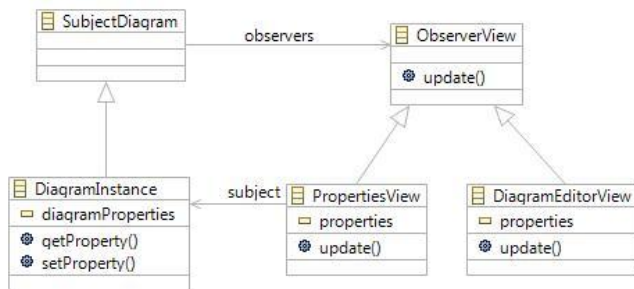 SubjectDiagram
observers
ObserverView
update()
DiagramInstance
diagramProperties
getProperty()
setProperty()
subject
PropertiesView
properties
update()
DiagramEditorView
properties
update()